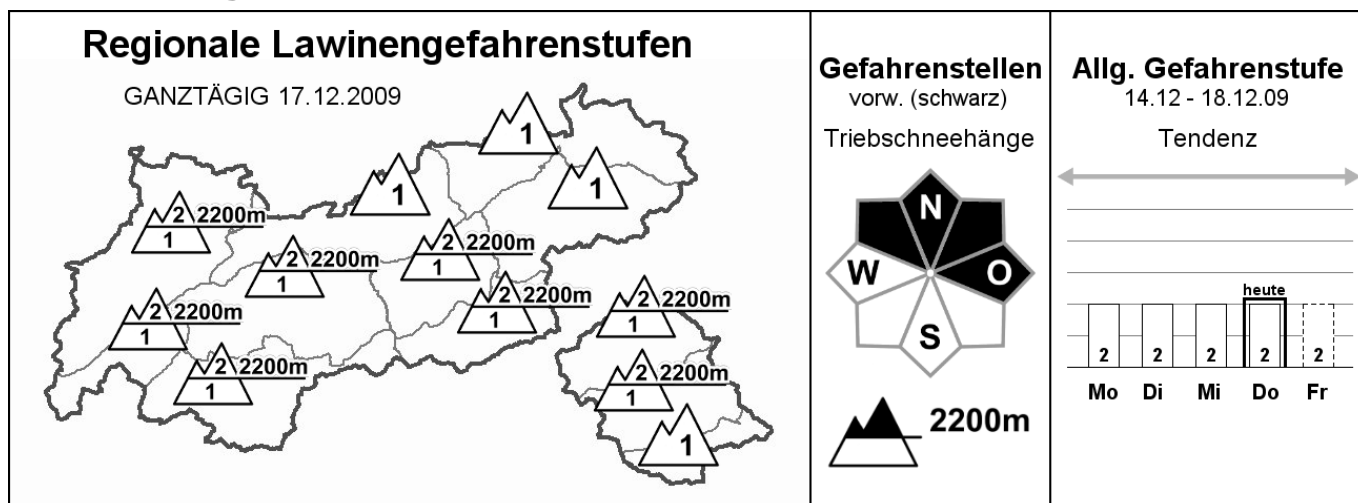 Regionale Lawinengefahrenstufen
GANZTÄGIG 17.12.2009
1
1
1
2 2200m
1
2 2200m
1
2 2200m
1
2 2200m
1
2 2200m
1
2 2200m
1
2 2200m
1
2 2200m
1
1
Gefahrenstellen
vorw. (schwarz)
Triebschneehänge
N
W O
S
2200m
Allg. Gefahrenstufe
14.12 - 18.12.09
Tendenz
heute
2 2 2 2 2
Mo Di Mi Do Fr